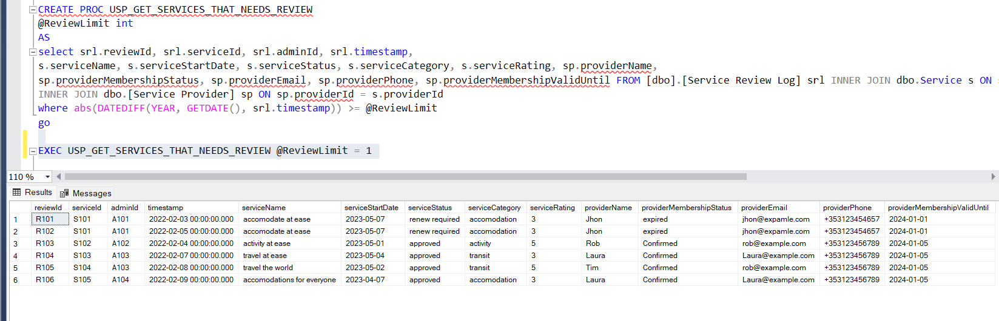 CREATE PROC USP_GET_SERVICES_THAT_NEEDS_REVIEW
@ReviewLimit int
AS
select srl.reviewId, srl.serviceId, srl.adminId, srl.timestamp,
s.serviceName, s.serviceStartDate, s.serviceStatus, s.serviceCategory, s.serviceRating, sp.providerName,
sp.providerMembershipStatus, sp.providerEmail, sp.providerPhone, sp.providerMembershipValidUntil FROM [dbo].[Service Review Log] srl INNER JOIN dbo.Service s ON
INNER JOIN dbo.[Service Provider] sp ON sp.providerId = s.providerId
where abs(DATEDIFF(YEAR, GETDATE(), srl.timestamp)) >= @ReviewLimit
go
EXEC USP_GET_SERVICES_THAT_NEEDS_REVIEW @ReviewLimit = 1
110 %
Results Messages
reviewId serviceId adminId timestamp serviceName serviceStartDate serviceStatus serviceCategory serviceRating providerName providerMembershipStatus providerEmail providerPhone providerMembershipValidUntil
1 R101 S101 A101 2022-02-03 00:00:00.000 accomodate at ease 2023-05-07 renew required accomodation 3 Jhon expired jhon@expamle.com +353123454657 2024-01-01
2 R102 S101 A101 2022-02-05 00:00:00.000 accomodate at ease 2023-05-07 renew required accomodation 3 Jhon expired jhon@expamle.com +353123454657 2024-01-01
3 R103 S102 A102 2022-02-04 00:00:00.000 activity at ease 2023-05-01 approved activity 5 Rob Confirmed rob@example.com +353123456789 2024-01-05
4 R104 S103 A103 2022-02-07 00:00:00.000 travel at ease 2023-05-04 approved transit 3 Laura Confirmed Laura@example.com +353123456789 2024-01-05
5 R105 S104 A103 2022-02-08 00:00:00.000 travel the world 2023-05-02 approved transit 5 Tim Confirmed rob@example.com +353123456789 2024-01-05
6 R106 S105 A104 2022-02-09 00:00:00.000 accomodations for everyone 2023-04-07 approved accomodation 3 Laura Confirmed Laura@example.com +353123456789 2024-01-05